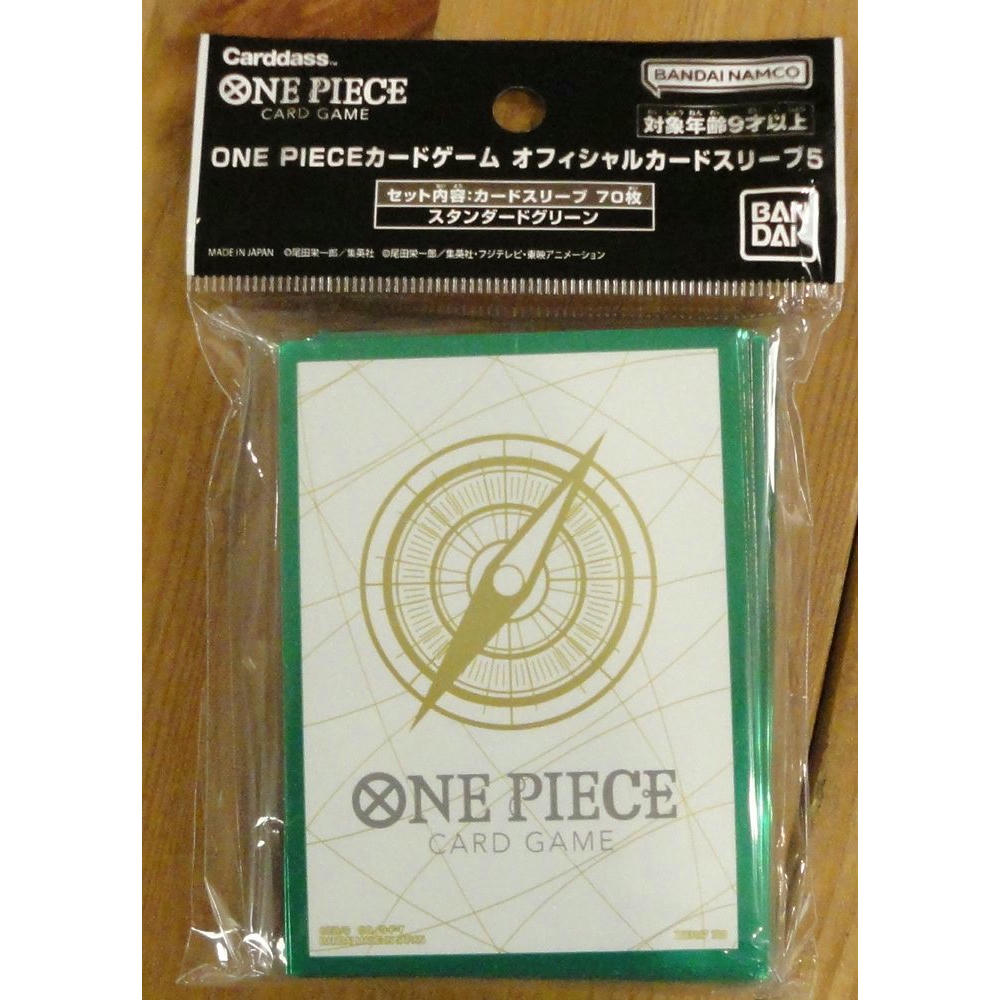 Carddass™
ONE PIECE
CARD GAME
BANDAI NAMCO
対象年齢9才以上
ONE PIECEカードゲーム オフィシャルカードスリーブ5
セット内容:カードスリーブ 70枚
スタンダードグリーン
BAN
DAI
MADE IN JAPAN ©尾田栄一郎/集英社 ©尾田栄一郎/集英社・フジテレビ・東映アニメーション
ONE PIECE
CARD GAME